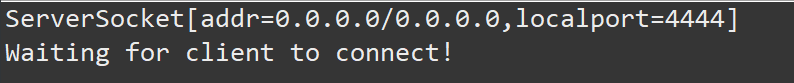 ServerSocket[addr=0.0.0.0/0.0.0.0,localport=4444]
Waiting for client to connect!